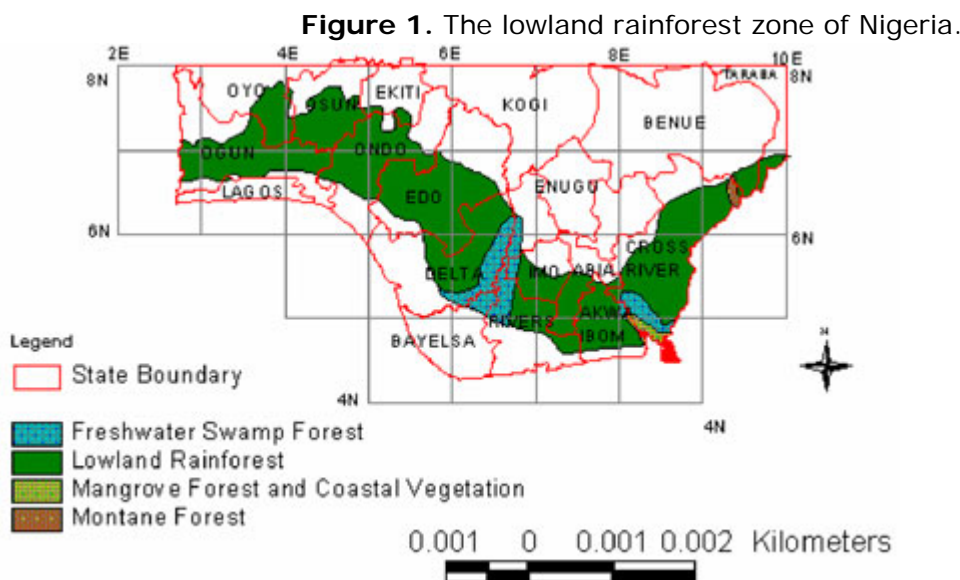 Figure 1. The lowland rainforest zone of Nigeria.
2E 4E 6E 8E 10 E
8N 8N
TARABA
OYO
OSUN
EKITI
KOGI
BENUE
OGUN
ONDO
LAGOS
EDO
ENUGU
6N 6N
CROSS
RIVER
DELTA
IMO
ABIA
RIVERS
AKWA
IBOM
BAYELSA
Legend
State Boundary
4N 4N
Freshwater Swamp Forest
Lowland Rainforest
Mangrove Forest and Coastal Vegetation
Montane Forest
0.001 0 0.001 0.002 Kilometers